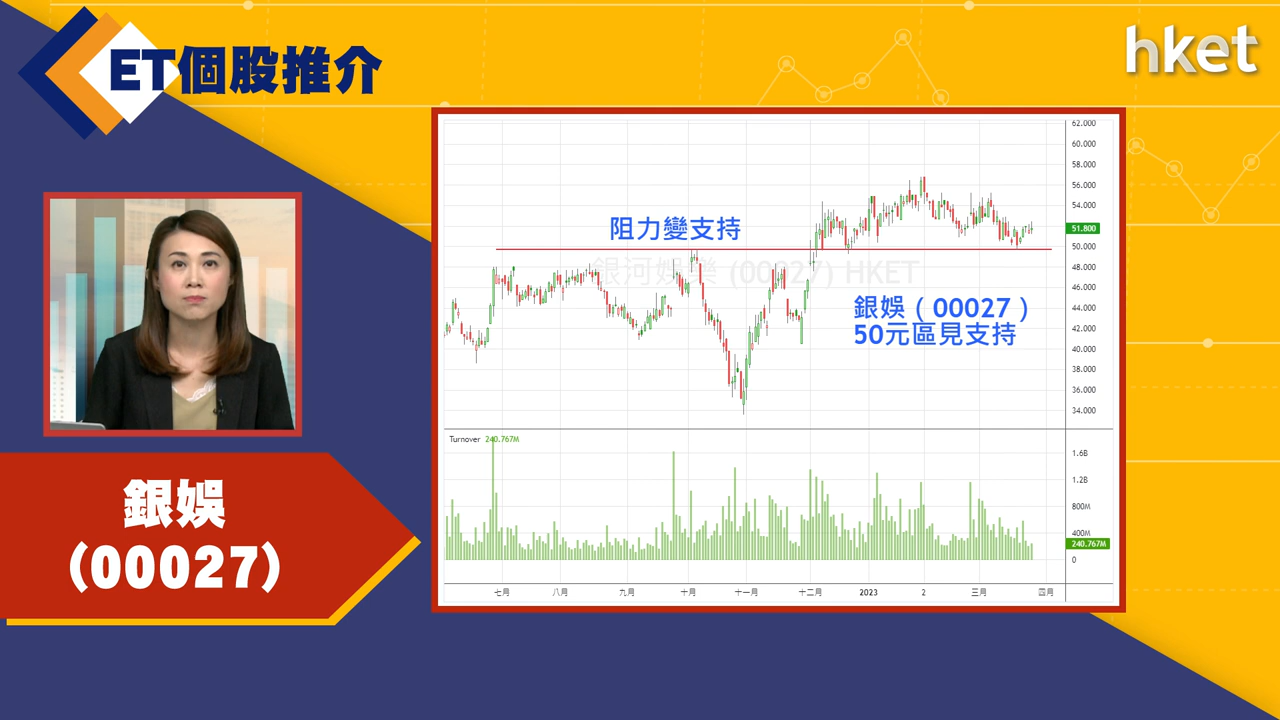 ET個股推介
hket
銀娛
(00027)
阻力變支持
銀河娛樂 (00027) HKET
銀娛(00027)
50元區見支持
62.000
60.000
58.000
56.000
54.000
51.800
50.000
48.000
46.000
44.000
42.000
40.000
38.000
36.000
34.000
Turnover 240.767M
1.6B
1.2B
800M
400M
240.767M
0
七月 八月 九月 十月 十一月 十二月 2023 2 三月 四月